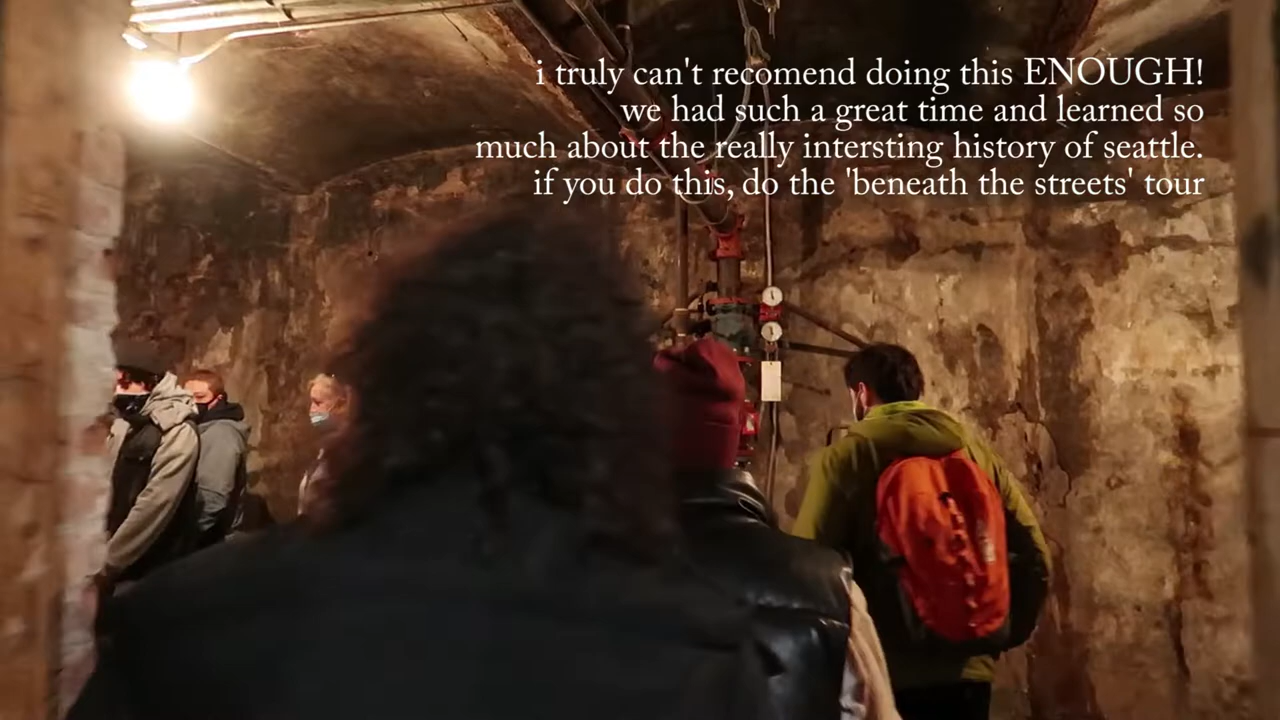 i truly can't recomend doing this ENOUGH!
we had such a great time and learned so
much about the really intersting history of seattle.
if you do this, do the 'beneath the streets' tour